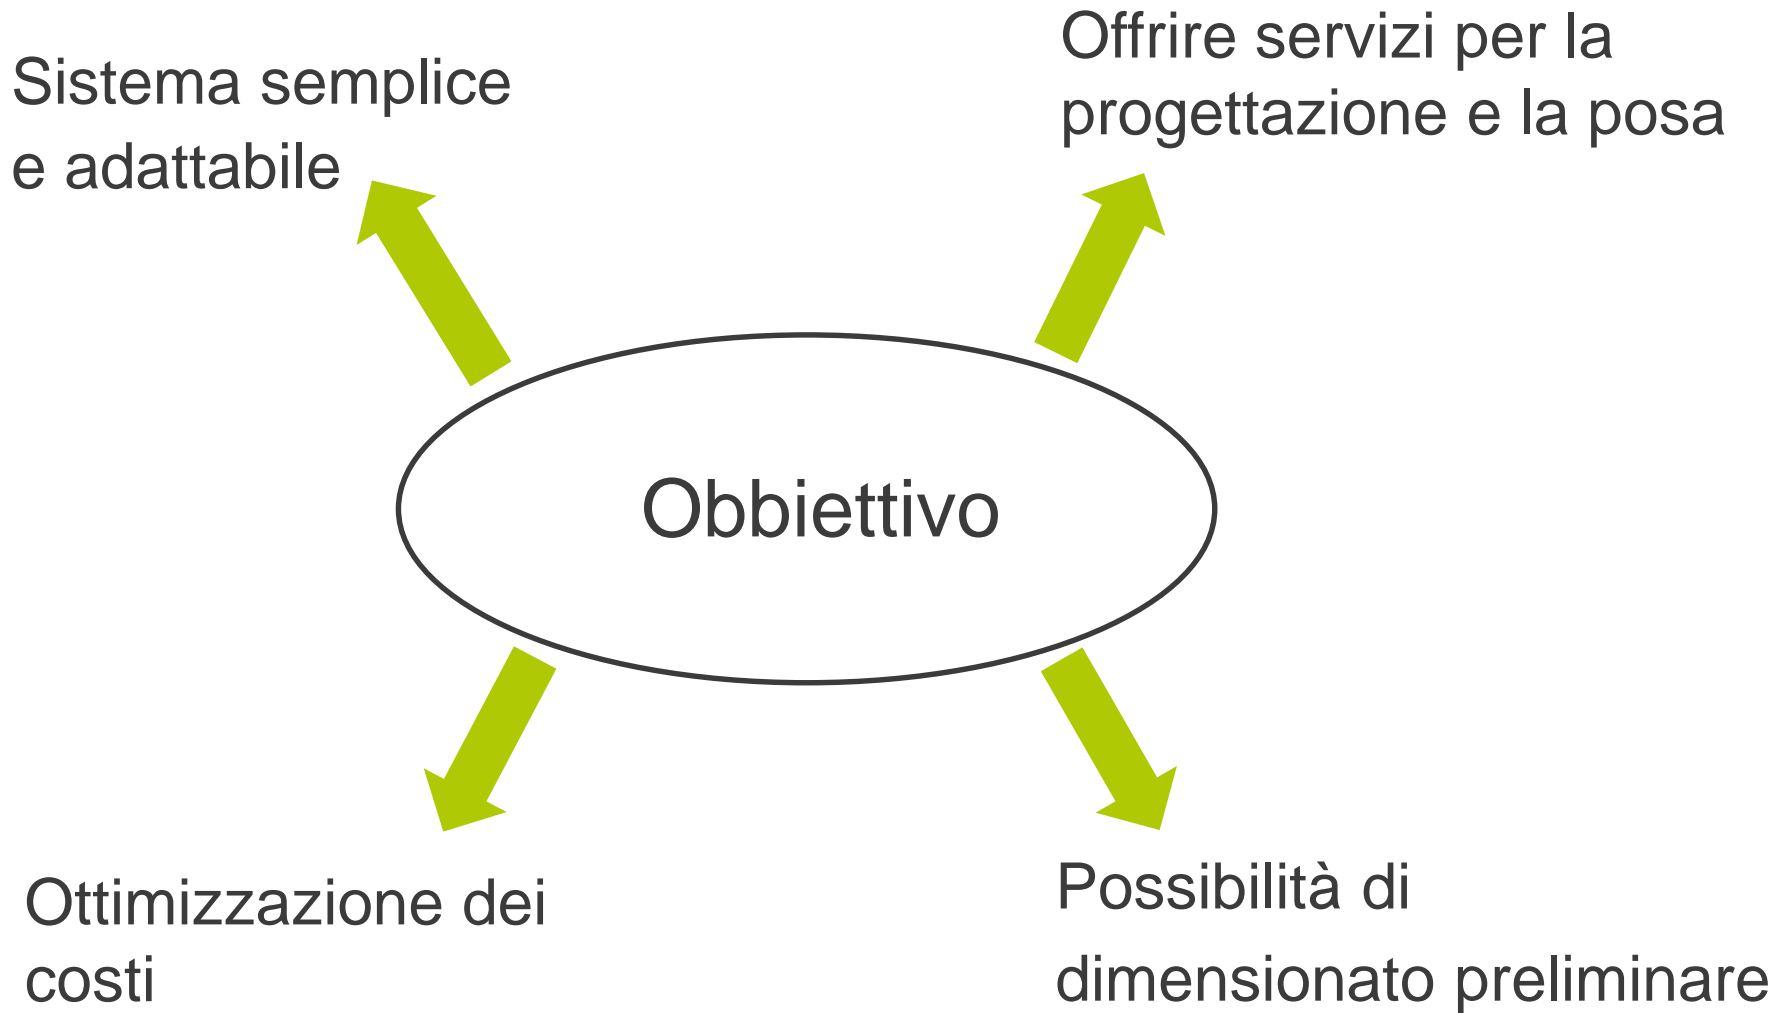 Sistema semplice
e adattabile
Offrire servizi per la
progettazione e la posa
Obbiettivo
Ottimizzazione dei
costi
Possibilità di
dimensionato preliminare